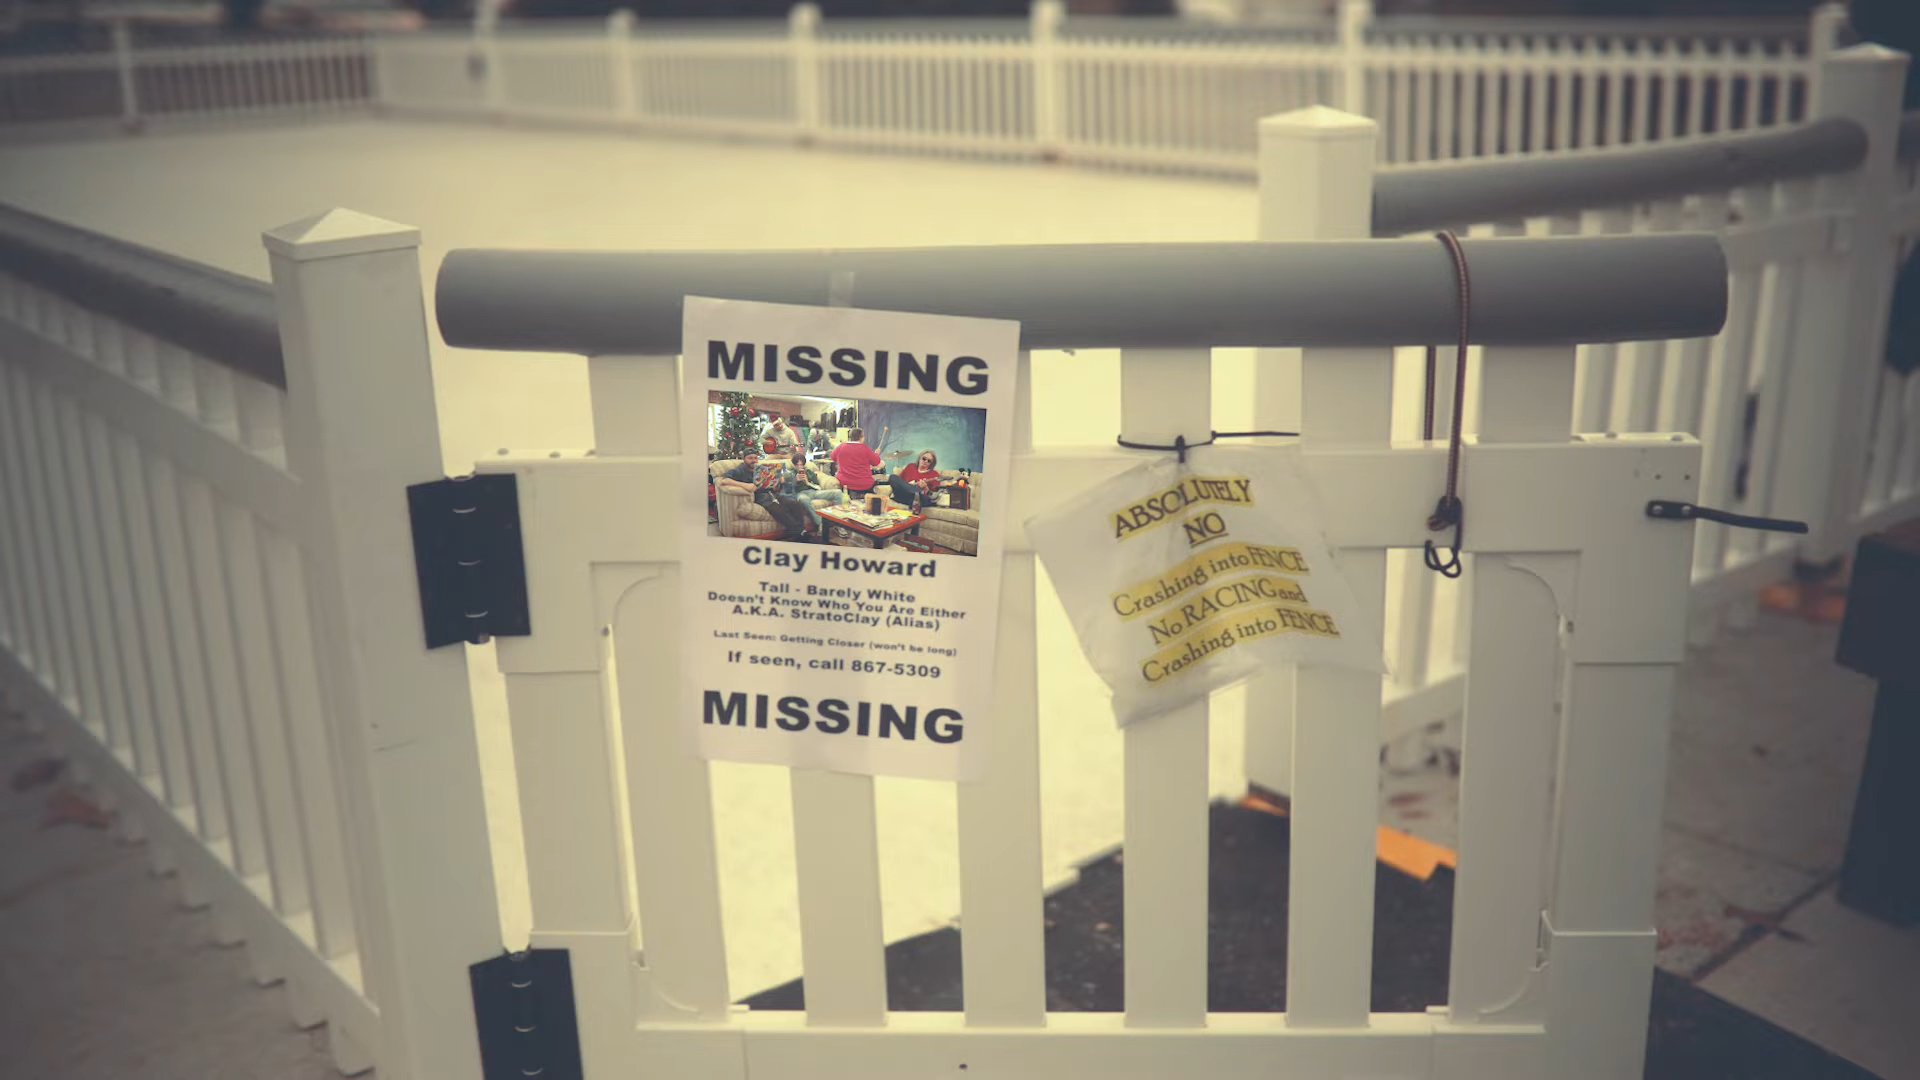 MISSING
Clay Howard
Tall - Barely White
Doesn't Know Who You Are Either
A.K.A. StratoClay (Alias)
Last Seen: Getting Closer (won't be long)
If seen, call 867-5309
MISSING
ABSOLUTELY
NO
Crashing into FENCE
No RACING and
Crashing into FENCE